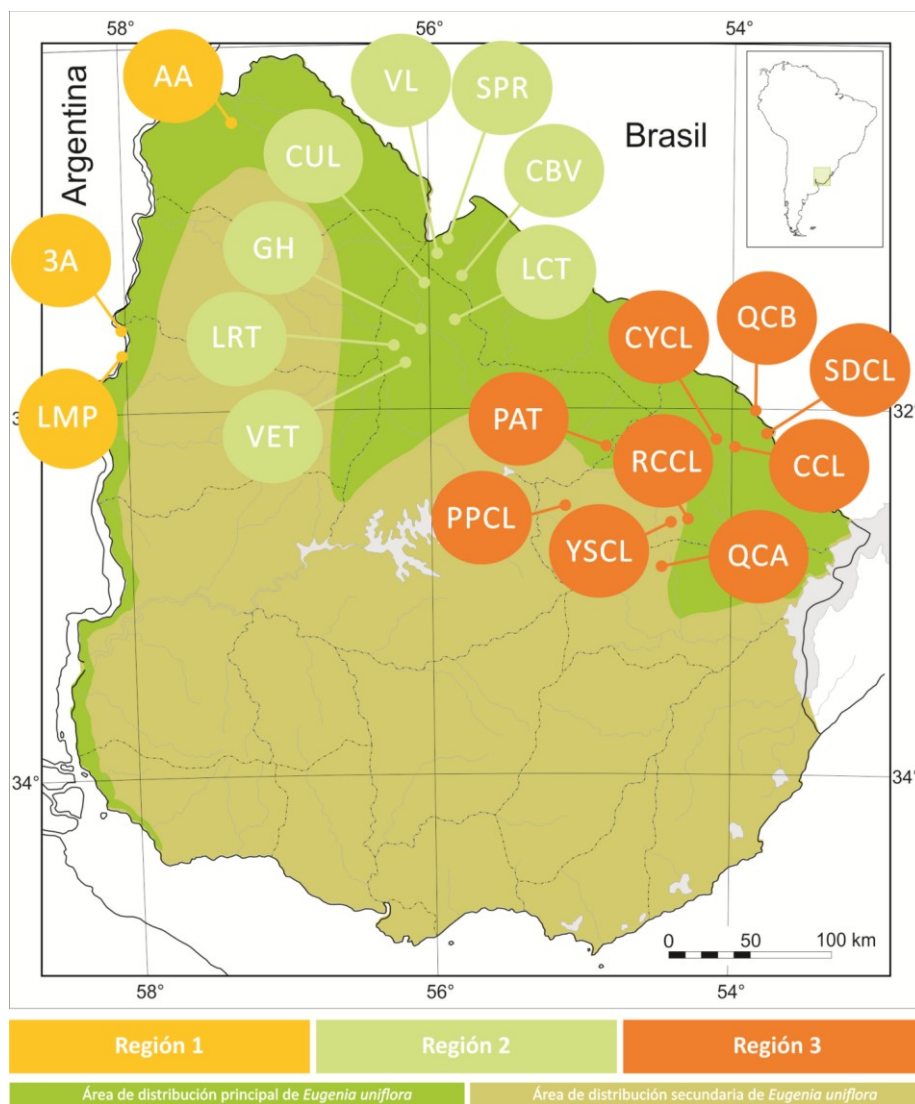 58°
56°
54°
Argentina
Brasil
AA
VL
SPR
CUL
CBV
GH
LCT
3A
LRT
CYCL
QCB
SDCL
LMP
VET
PAT
RCCL
CCL
32°
PPCL
YSCL
QCA
34°
34°
0 50 100 km
58°
56°
54°
Región 1
Región 2
Región 3
Área de distribución principal de Eugenia uniflora
Área de distribución secundaria de Eugenia uniflora